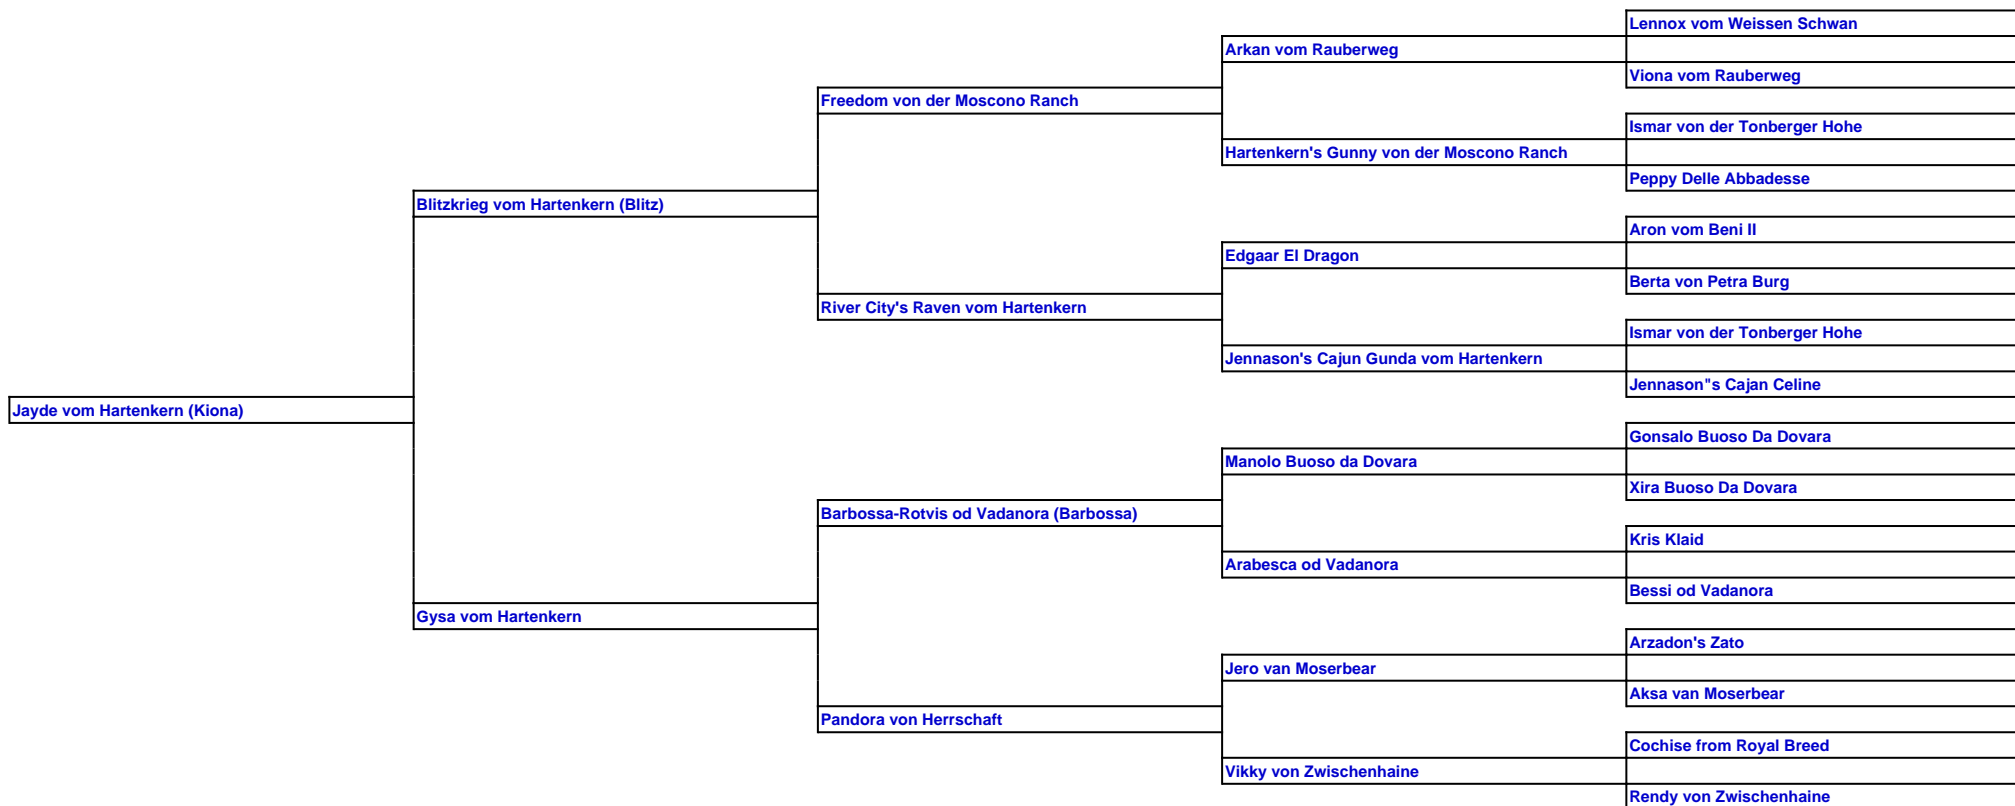 Lennox vom Weissen Schwan
Arkan vom Rauberweg
Viona vom Rauberweg
Freedom von der Moscono Ranch
Ismar von der Tonberger Hohe
Hartenkern's Gunny von der Moscono Ranch
Peppy Delle Abbadesse
Blitzkrieg vom Hartenkern (Blitz)
Aron vom Beni II
Edgaar El Dragon
Berta von Petra Burg
River City's Raven vom Hartenkern
Ismar von der Tonberger Hohe
Jennason's Cajun Gunda vom Hartenkern
Jennason"s Cajan Celine
Jayde vom Hartenkern (Kiona)
Gonsalo Buoso Da Dovara
Manolo Buoso da Dovara
Xira Buoso Da Dovara
Barbossa-Rotvis od Vadanora (Barbossa)
Kris Klaid
Arabesca od Vadanora
Bessi od Vadanora
Gysa vom Hartenkern
Arzadon's Zato
Jero van Moserbear
Aksa van Moserbear
Pandora von Herrschaft
Cochise from Royal Breed
Vikky von Zwischenhaine
Rendy von Zwischenhaine